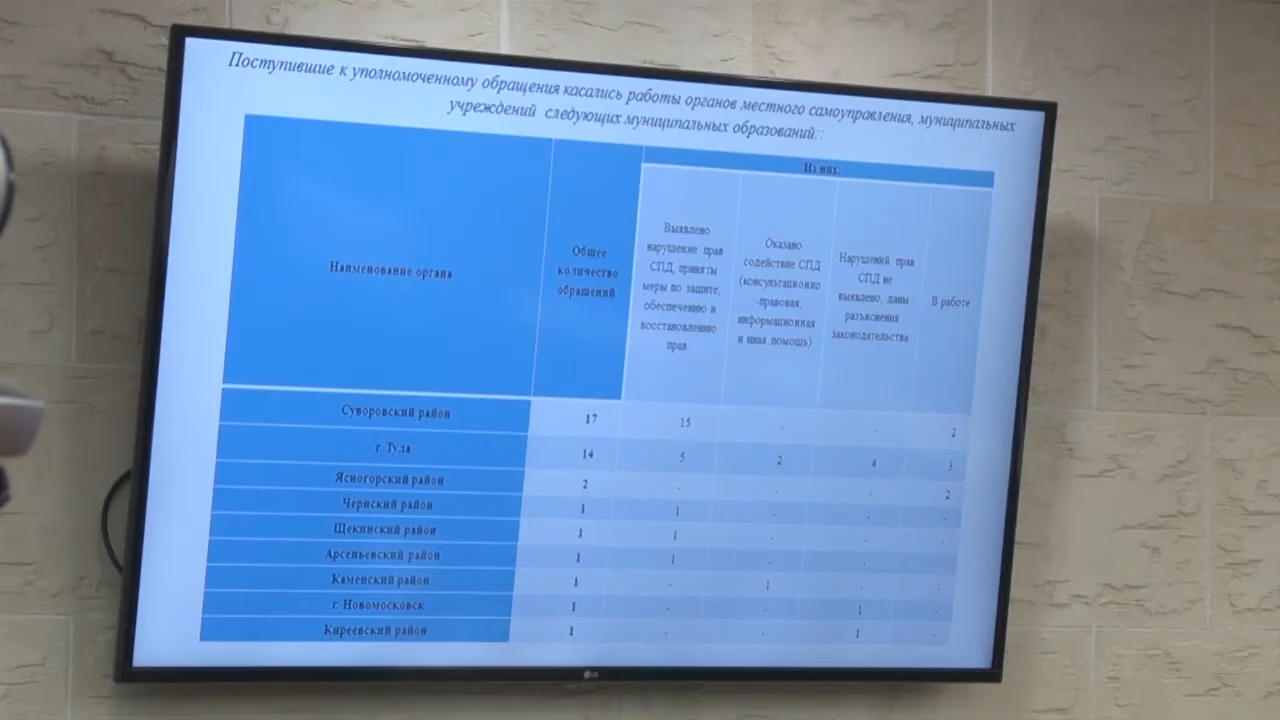 Поступившие к уполномоченному обращения касались работы органов местного самоуправления, муниципальных
учреждений следующих муниципальных образований::
Наименование органа
Общее
количество
обращений
Из них:
Выявлено
нарушение прав
СПД, приняты
меры по защите,
обеспечению и
восстановлению
прав
Оказано
содействие СПД
(консультационно
-правовая,
информационная
и иная помощь)
Нарушений прав
СПД не
выявлено, даны
разъяснения
законодательства
В работе
Суворовский район 17 15 - - 2
г. Тула 14 5 2 4 3
Ясногорский район 2 - - - 2
Чернский район 1 1 - - -
Щекинский район 1 1 - - -
Арсеньевский район 1 1 - - -
Каменский район 1 - 1 - -
г. Новомосковск 1 - - 1 -
Киреевский район 1 - - 1 -
LG